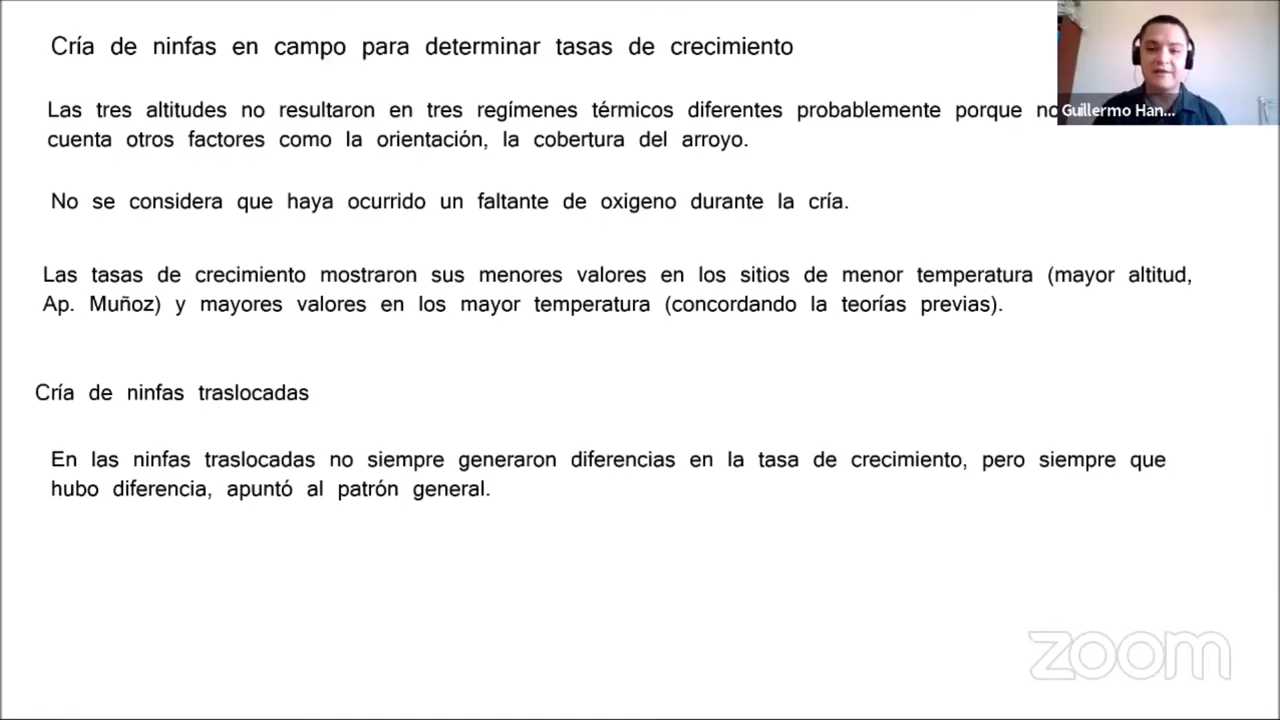 Cría de ninfas en campo para determinar tasas de crecimiento
Las tres altitudes no resultaron en tres regímenes térmicos diferentes probablemente porque no
Guillermo Han...
cuenta otros factores como la orientación, la cobertura del arroyo.
No se considera que haya ocurrido un faltante de oxigeno durante la cría.
Las tasas de crecimiento mostraron sus menores valores en los sitios de menor temperatura (mayor altitud,
Ap. Muñoz) y mayores valores en los mayor temperatura (concordando la teorías previas).
Cría de ninfas traslocadas
En las ninfas traslocadas no siempre generaron diferencias en la tasa de crecimiento, pero siempre que
hubo diferencia, apuntó al patrón general.
zoom